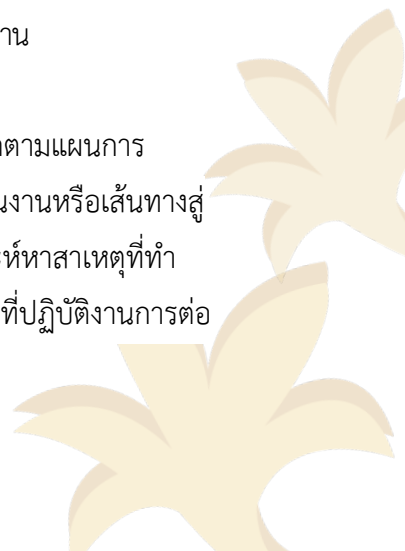 าน
ตามแผนการ
นงานหรือเส้นทางสู่
ะห์หาสาเหตุที่ทำ
ที่ปฏิบัติงานการต่อ